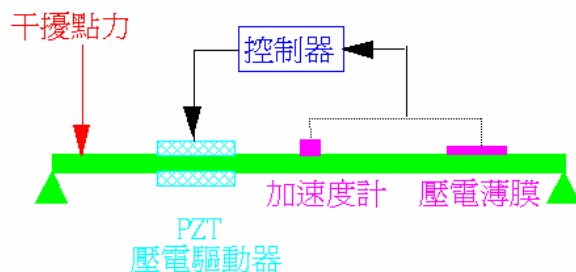 干擾點力
控制器
加速度計
壓電薄膜
PZT
壓電驅動器